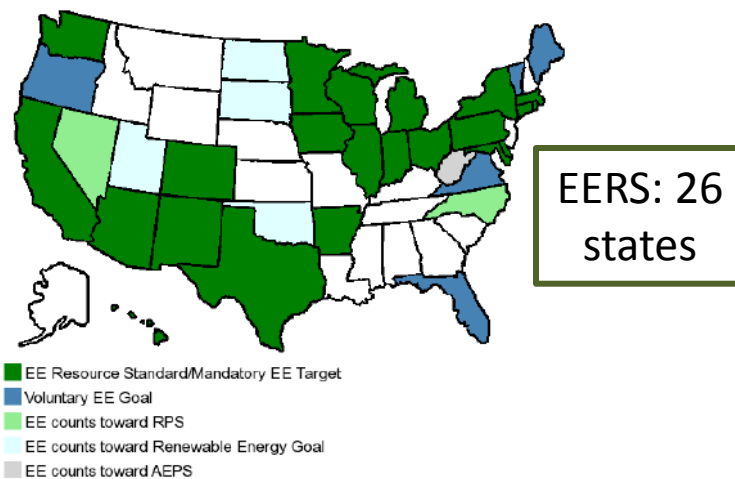 EERS: 26
states
EE Resource Standard/Mandatory EE Target
Voluntary EE Goal
EE counts toward RPS
EE counts toward Renewable Energy Goal
EE counts toward AEPS